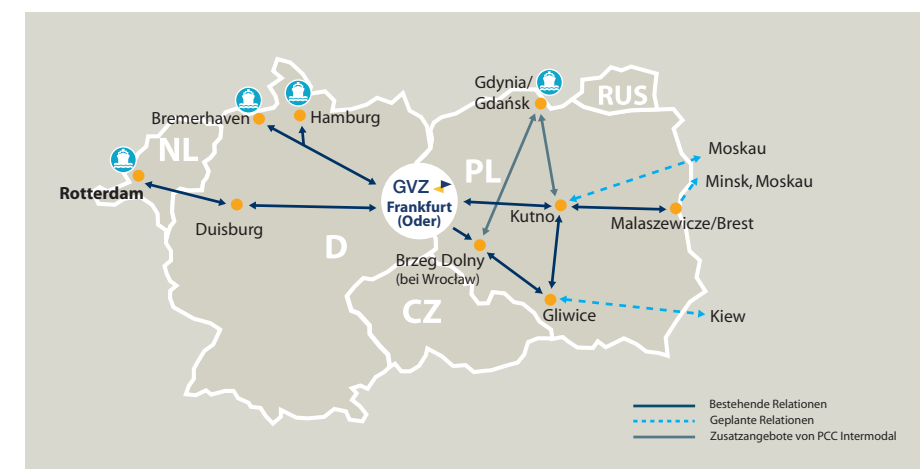 Gdynia/
Gdańsk
RUS
Bremerhaven
Hamburg
NL
Moskau
PL
Minsk, Moskau
Rotterdam
GVZ
Frankfurt
(Oder)
Kutno
Malaszewicze/Brest
Duisburg
D
Brzeg Dolny
(bei Wrocław)
CZ
Gliwice
Kiew
Bestehende Relationen
Geplante Relationen
Zusatzangebote von PCC Intermodal